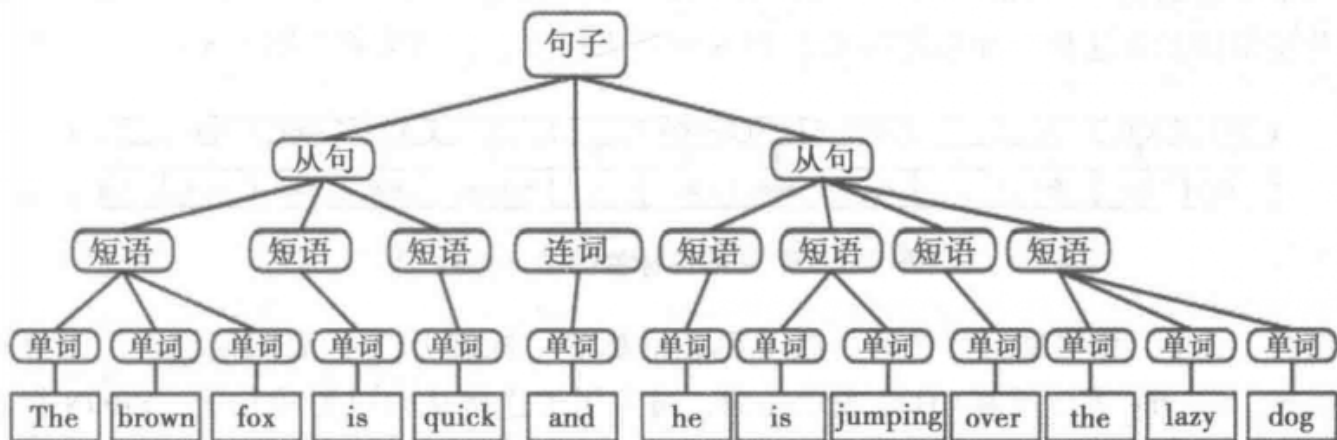 句子
从句 从句
短语 短语 短语 连词 短语 短语 短语 短语
单词 单词 单词 单词 单词 单词 单词 单词 单词 单词 单词 单词 单词
The brown fox is quick and he is jumping over the lazy dog